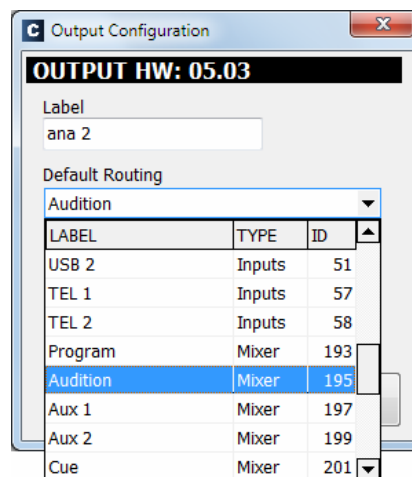 C Output Configuration X
OUTPUT HW: 05.03
Label
ana 2
Default Routing
Audition
LABEL TYPE ID
USB 2 Inputs 51
TEL 1 Inputs 57
TEL 2 Inputs 58
Program Mixer 193
Audition Mixer 195
Aux 1 Mixer 197
Aux 2 Mixer 199
Cue Mixer 201